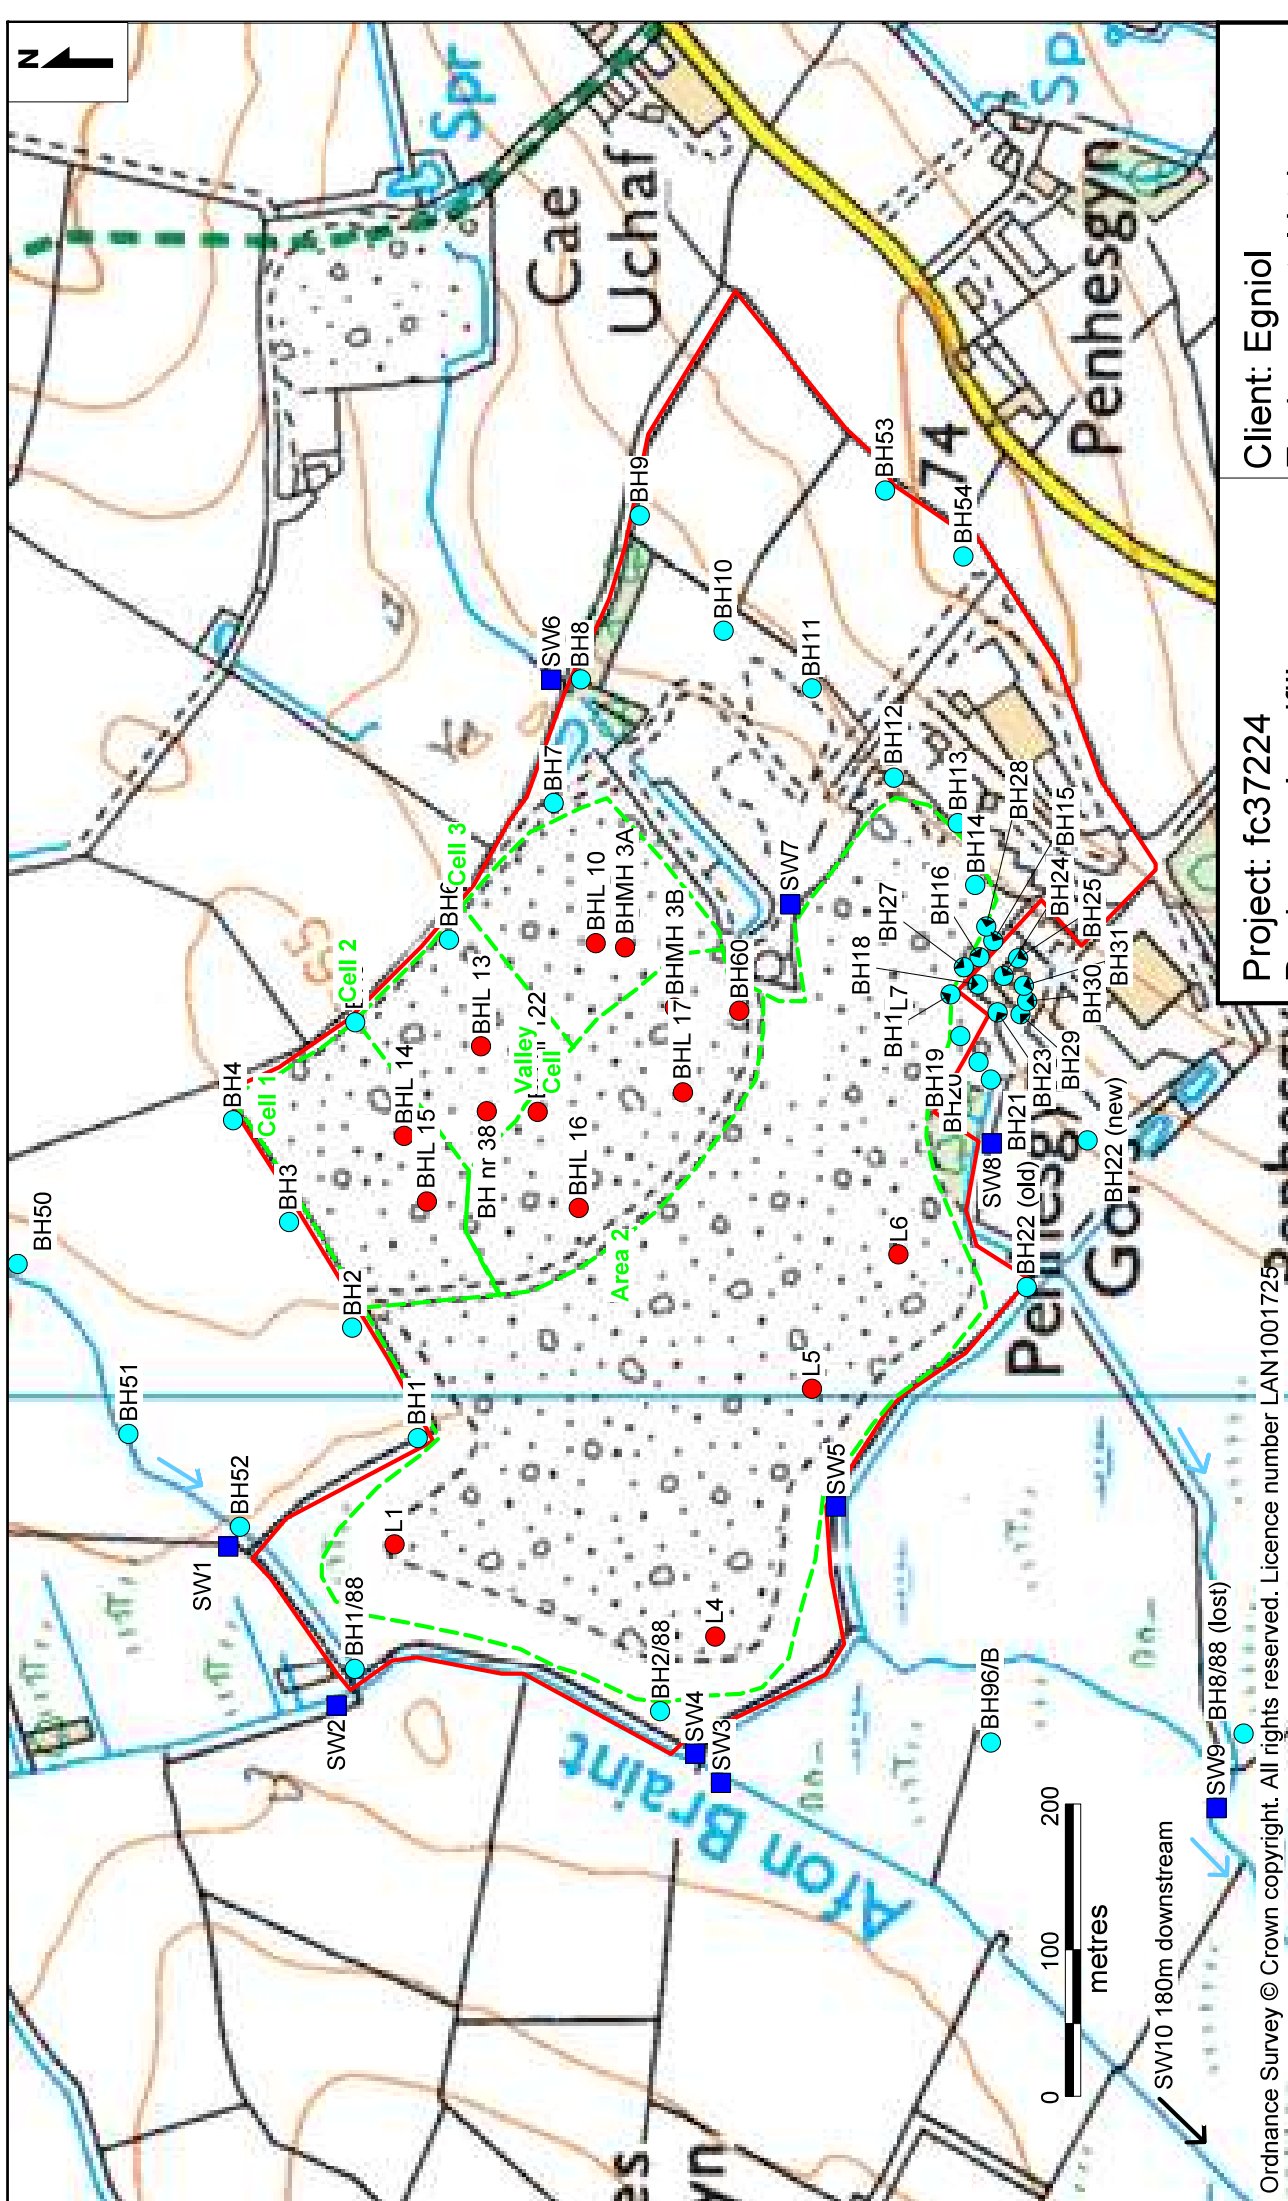 N
Spr
Cae
Uchaf
Sp
Penhesgyn
74
BH53
BH54
BH9
BH10
BH11
SW6
BH8
BH7
BH12
BH13
BH14
BH28
BH15
BH24
BH25
BH31
BH30
BH29
BH23
BH21
BH16
BH27
BH18
L7
BH19
BH20
SW7
Cell 3
Cell 2
Cell 1
Valley
Cell
Area 2
BHL 10
BHMH 3A
BHMH 3B
BH60
BHL 13
BHL 14
BHL 15
BH nr 38
BHL 16
BHL 17
BH4
BH3
BH2
BH1
BH50
BH51
BH52
SW1
SW2
BH1/88
BH2/88
SW4
SW3
SW5
L1
L4
L5
L6
SW8
BH22 (old)
BH22 (new)
BH96/B
SW9
BH8/88 (lost)
Afon Braint
0 100 200
metres
SW10 180m downstream
Ordnance Survey © Crown copyright. All rights reserved. Licence number LAN1001725
Project: fc37224
Client: Egniol